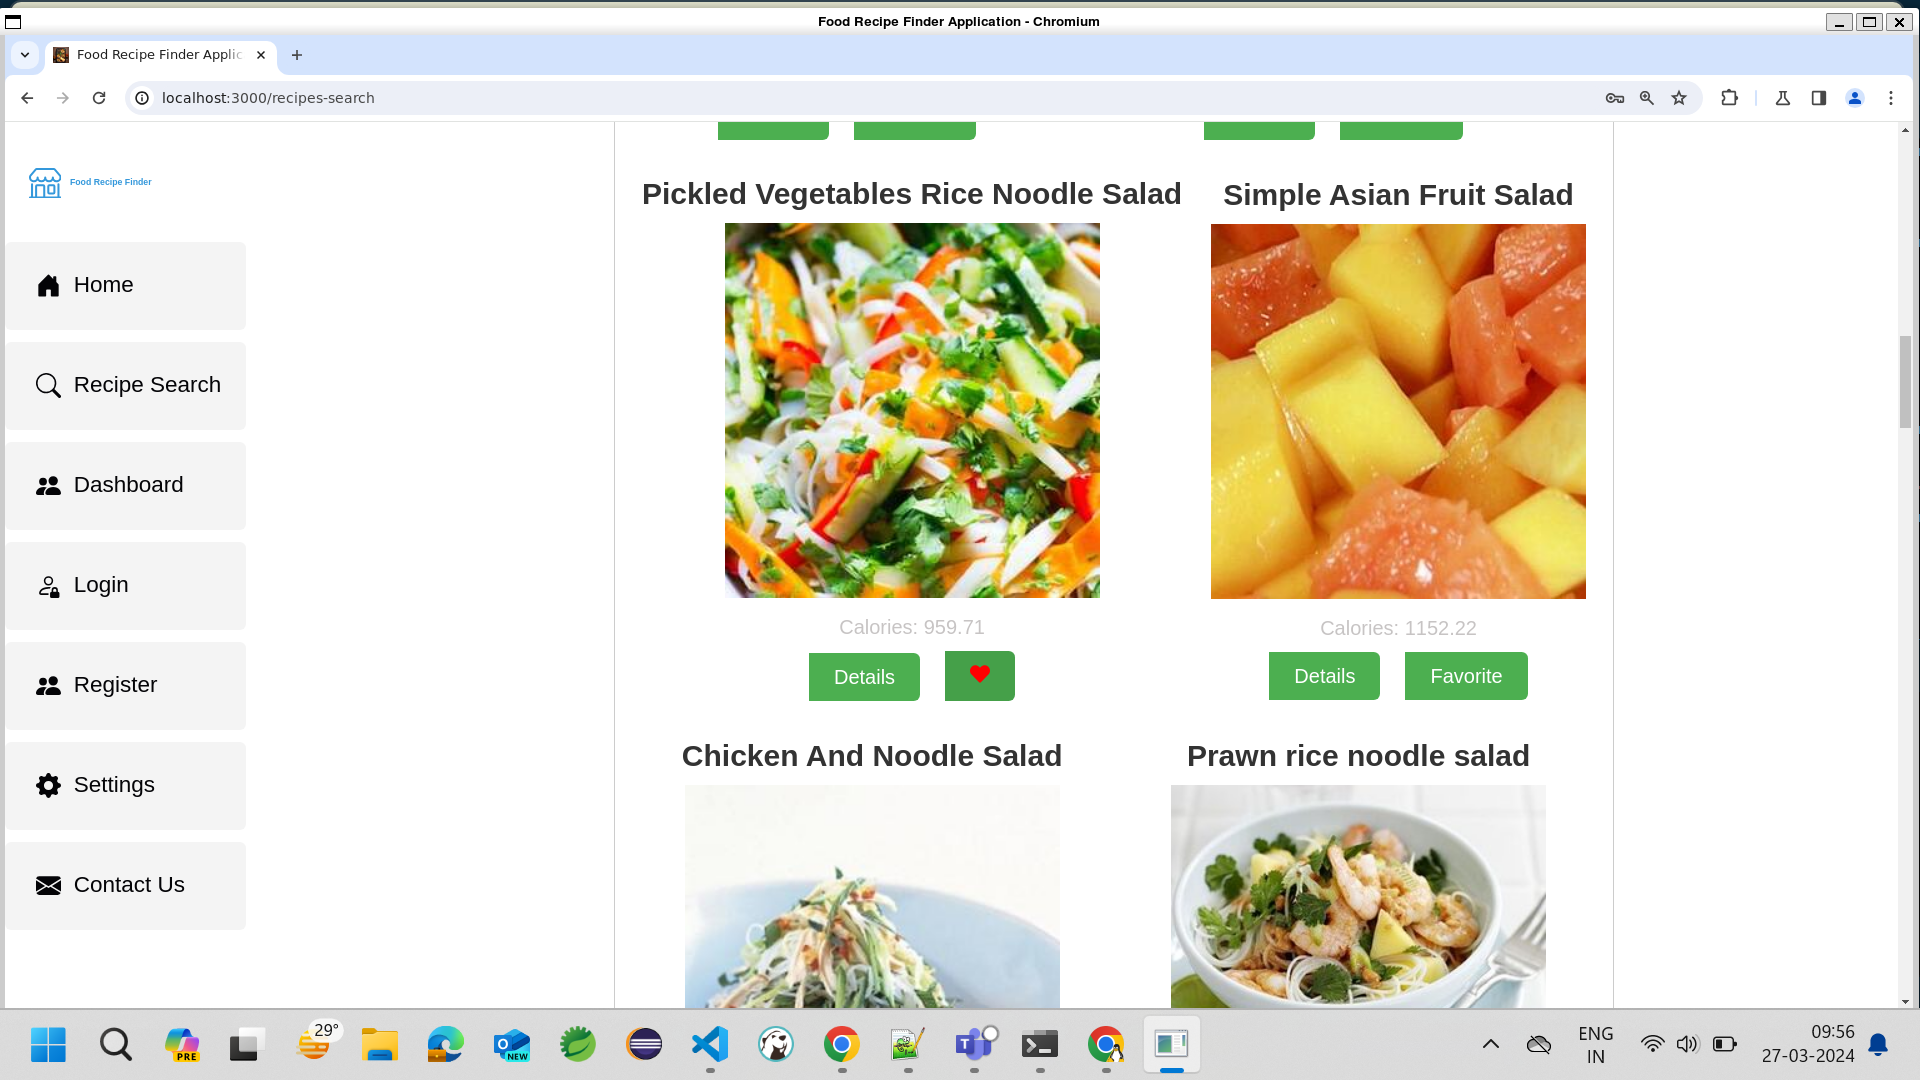 Food Recipe Finder Application - Chromium
Food Recipe Finder Applic
localhost:3000/recipes-search
Food Recipe Finder
Home
Recipe Search
Dashboard
Login
Register
Settings
Contact Us
Pickled Vegetables Rice Noodle Salad
Simple Asian Fruit Salad
Calories: 959.71
Calories: 1152.22
Details
Details
Favorite
Chicken And Noodle Salad
Prawn rice noodle salad
PRE
29°
NEW
ENG
IN
09:56
27-03-2024